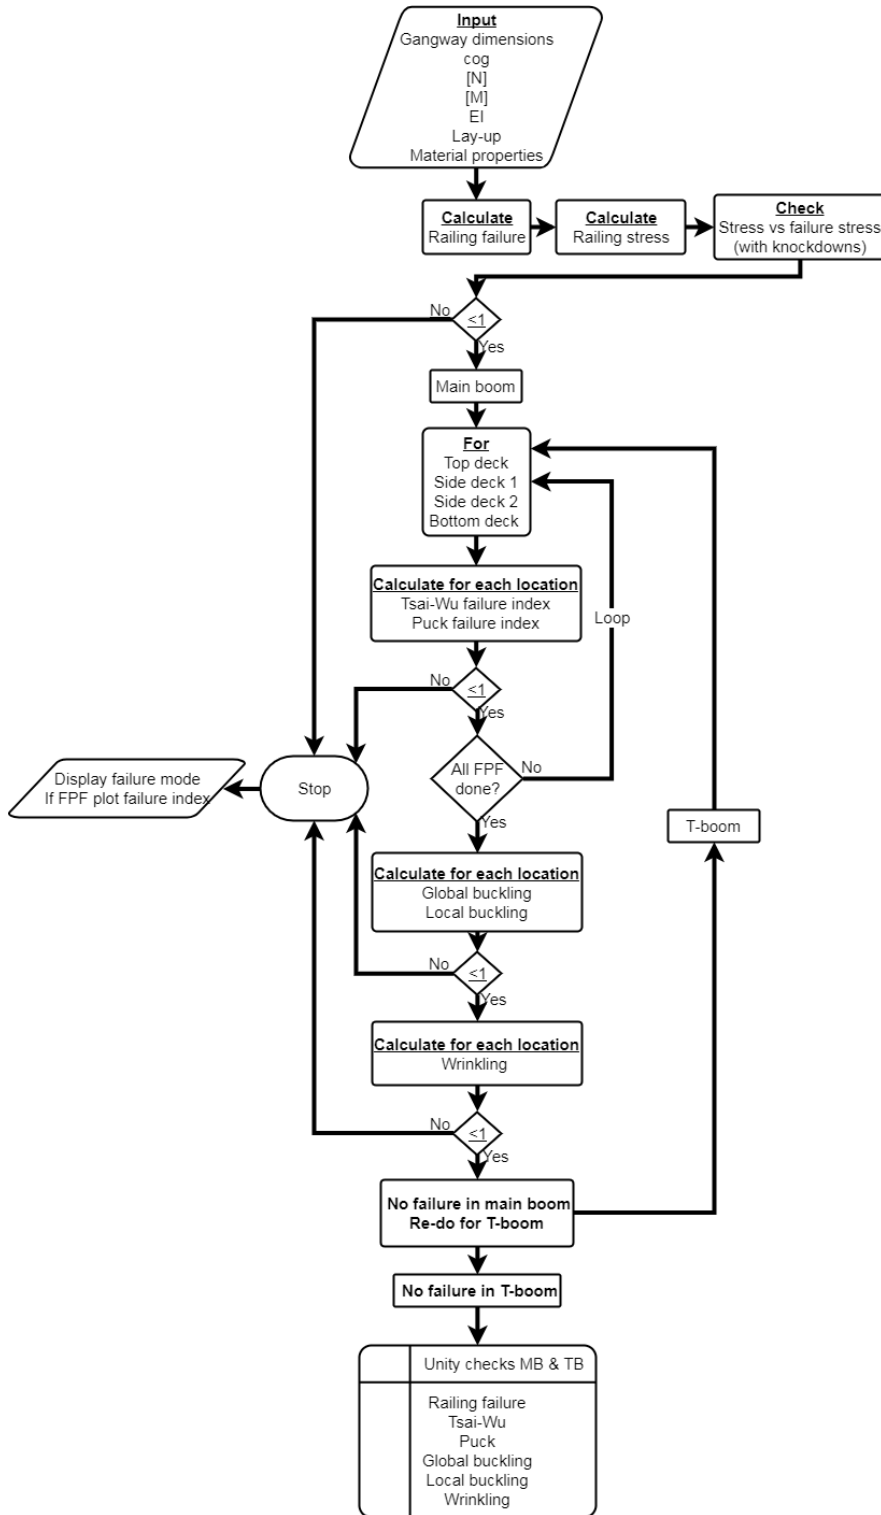 Input
Gangway dimensions
cog
[N]
[M]
EI
Lay-up
Material properties
Calculate
Railing failure
Calculate
Railing stress
Check
Stress vs failure stress
(with knockdowns)
No
<1
Yes
Main boom
For
Top deck
Side deck 1
Side deck 2
Bottom deck
Calculate for each location
Tsai-Wu failure index
Puck failure index
Loop
No
<1
Yes
All FPF
done?
No
Yes
Display failure mode
If FPF plot failure index
Stop
T-boom
Calculate for each location
Global buckling
Local buckling
No
<1
Yes
Calculate for each location
Wrinkling
No
<1
Yes
No failure in main boom
Re-do for T-boom
No failure in T-boom
Unity checks MB & TB
Railing failure
Tsai-Wu
Puck
Global buckling
Local buckling
Wrinkling